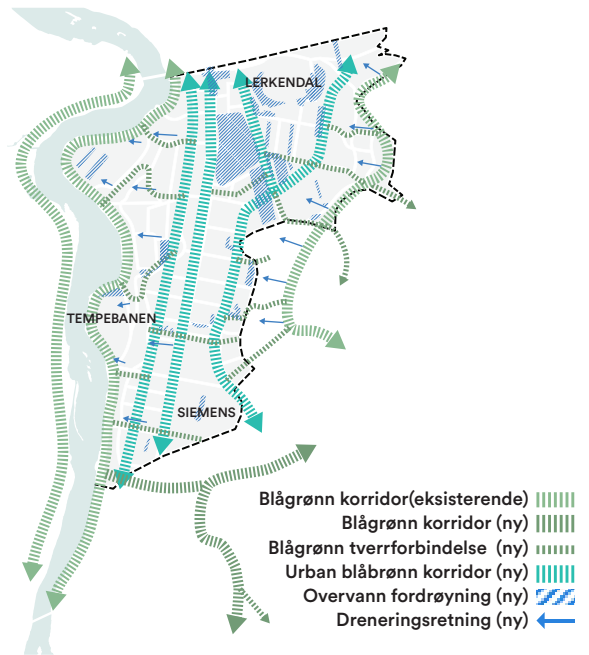 LERKENDAL
TEMPEBANEN
SIEMENS
Blågrønn korridor(eksisterende)
Blågrønn korridor (ny)
Blågrønn tverrforbindelse (ny)
Urban blåbrønn korridor (ny)
Overvann fordrøyning (ny)
Dreneringsretning (ny)